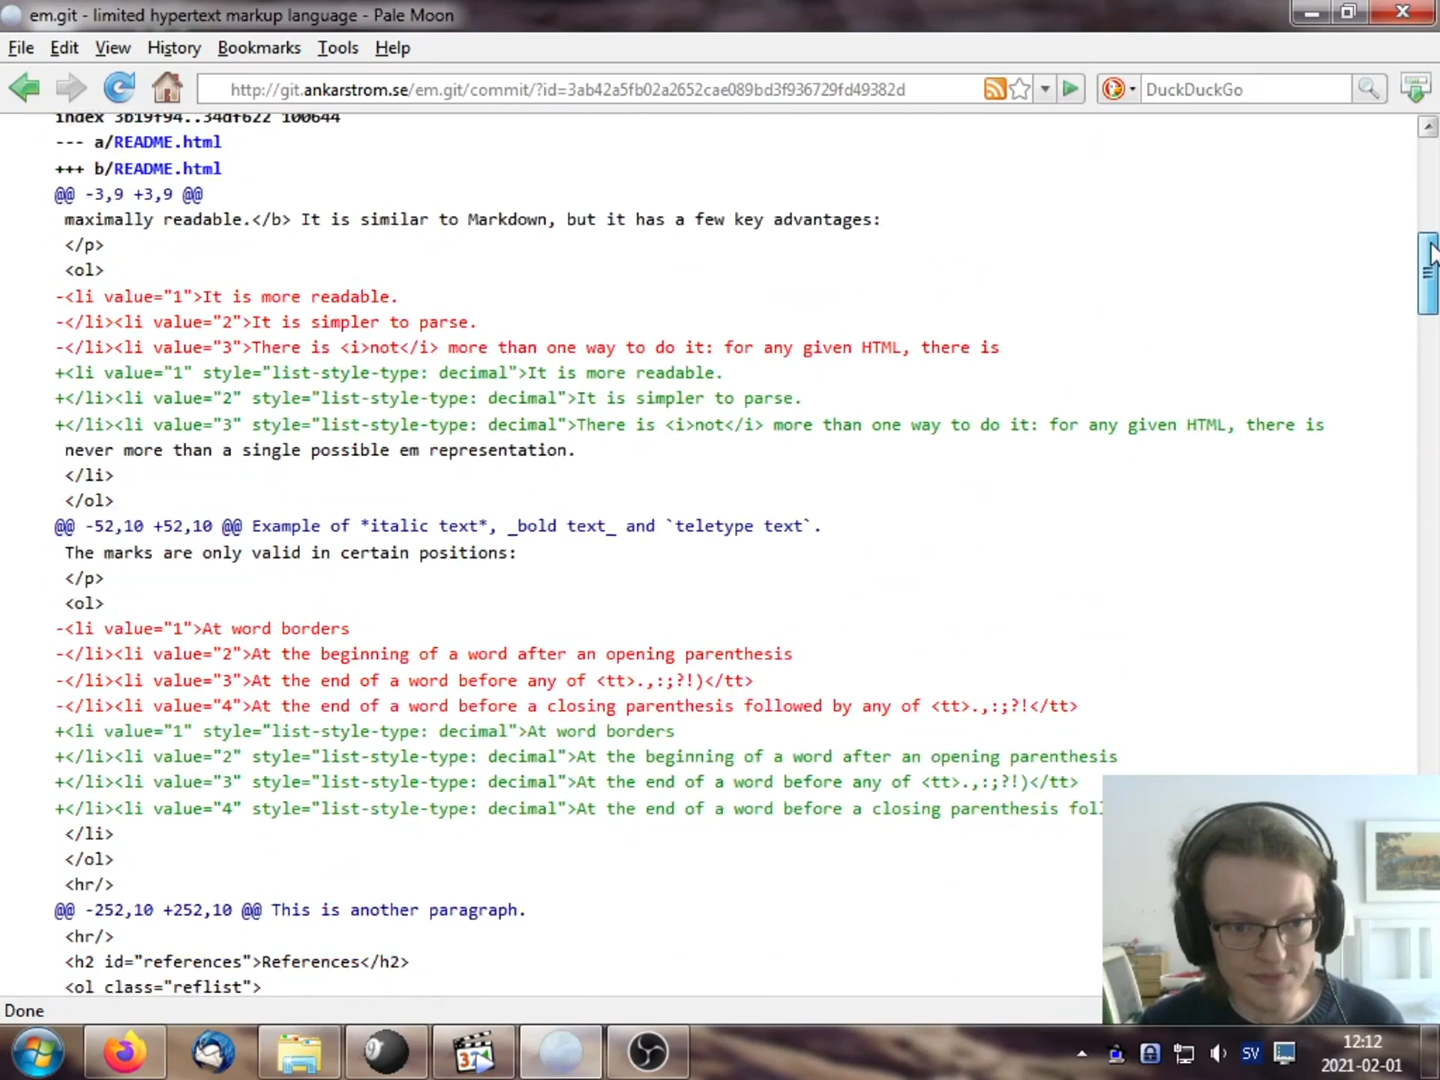 em.git - limited hypertext markup language - Pale Moon
File Edit View History Bookmarks Tools Help
http://git.ankarstrom.se/em.git/commit/?id=3ab42a5fb02a2652cae089bd3f936729fd49382d
DuckDuckGo
index 3b19f94..34df622 100644
--- a/README.html
+++ b/README.html
@@ -3,9 +3,9 @@
maximally readable.</b> It is similar to Markdown, but it has a few key advantages:
</p>
<ol>
-<li value="1">It is more readable.
-</li><li value="2">It is simpler to parse.
-</li><li value="3">There is <i>not</i> more than one way to do it: for any given HTML, there is
+<li value="1" style="list-style-type: decimal">It is more readable.
+</li><li value="2" style="list-style-type: decimal">It is simpler to parse.
+</li><li value="3" style="list-style-type: decimal">There is <i>not</i> more than one way to do it: for any given HTML, there is
never more than a single possible em representation.
</li>
</ol>
@@ -52,10 +52,10 @@ Example of *italic text*, _bold text_ and `teletype text`.
The marks are only valid in certain positions:
</p>
<ol>
-<li value="1">At word borders
-</li><li value="2">At the beginning of a word after an opening parenthesis
-</li><li value="3">At the end of a word before any of <tt>.,:;?!)</tt>
-</li><li value="4">At the end of a word before a closing parenthesis followed by any of <tt>.,:;?!</tt>
+<li value="1" style="list-style-type: decimal">At word borders
+</li><li value="2" style="list-style-type: decimal">At the beginning of a word after an opening parenthesis
+</li><li value="3" style="list-style-type: decimal">At the end of a word before any of <tt>.,:;?!)</tt>
+</li><li value="4" style="list-style-type: decimal">At the end of a word before a closing parenthesis fol
</li>
</ol>
<hr/>
@@ -252,10 +252,10 @@ This is another paragraph.
<hr/>
<h2 id="references">References</h2>
<ol class="reflist">
Done
31
SV
12:12
2021-02-01